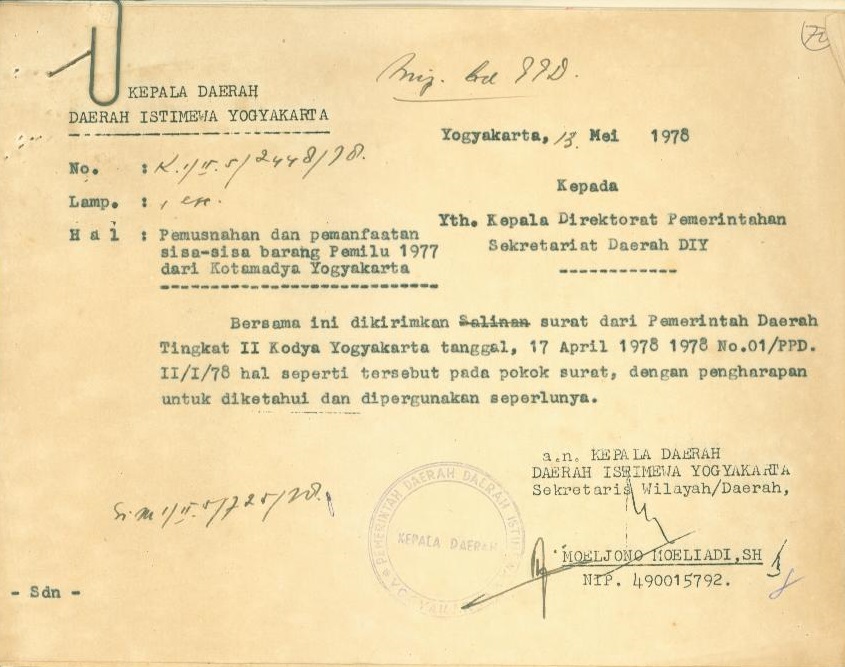 KEPALA DAERAH
DAERAH ISTIMEWA YOGYAKARTA
Yogyakarta, 13 Mei 1978
No. : K.1/II.5/2448/78.
Lamp. : 1 ex.
Kepada
Yth. Kepala Direktorat Pemerintahan
Sekretariat Daerah DIY
H a l : Pemusnahan dan pemanfaatan
sisa-sisa barang Pemilu 1977
dari Kotamadya Yogyakarta
Bersama ini dikirimkan Salinan surat dari Pemerintah Daerah
Tingkat II Kodya Yogyakarta tanggal, 17 April 1978 1978 No.01/PPD.
II/I/78 hal seperti tersebut pada pokok surat, dengan pengharapan
untuk diketahui dan dipergunakan seperlunya.
a.n. KEPALA DAERAH
DAERAH ISTIMEWA YOGYAKARTA
Sekretaris Wilayah/Daerah,
PEMERINTAH DAERAH DAERAH
KEPALA DAERAH
MOELJONO MOELIADI,SH
NIP. 490015792.
- Sdn -